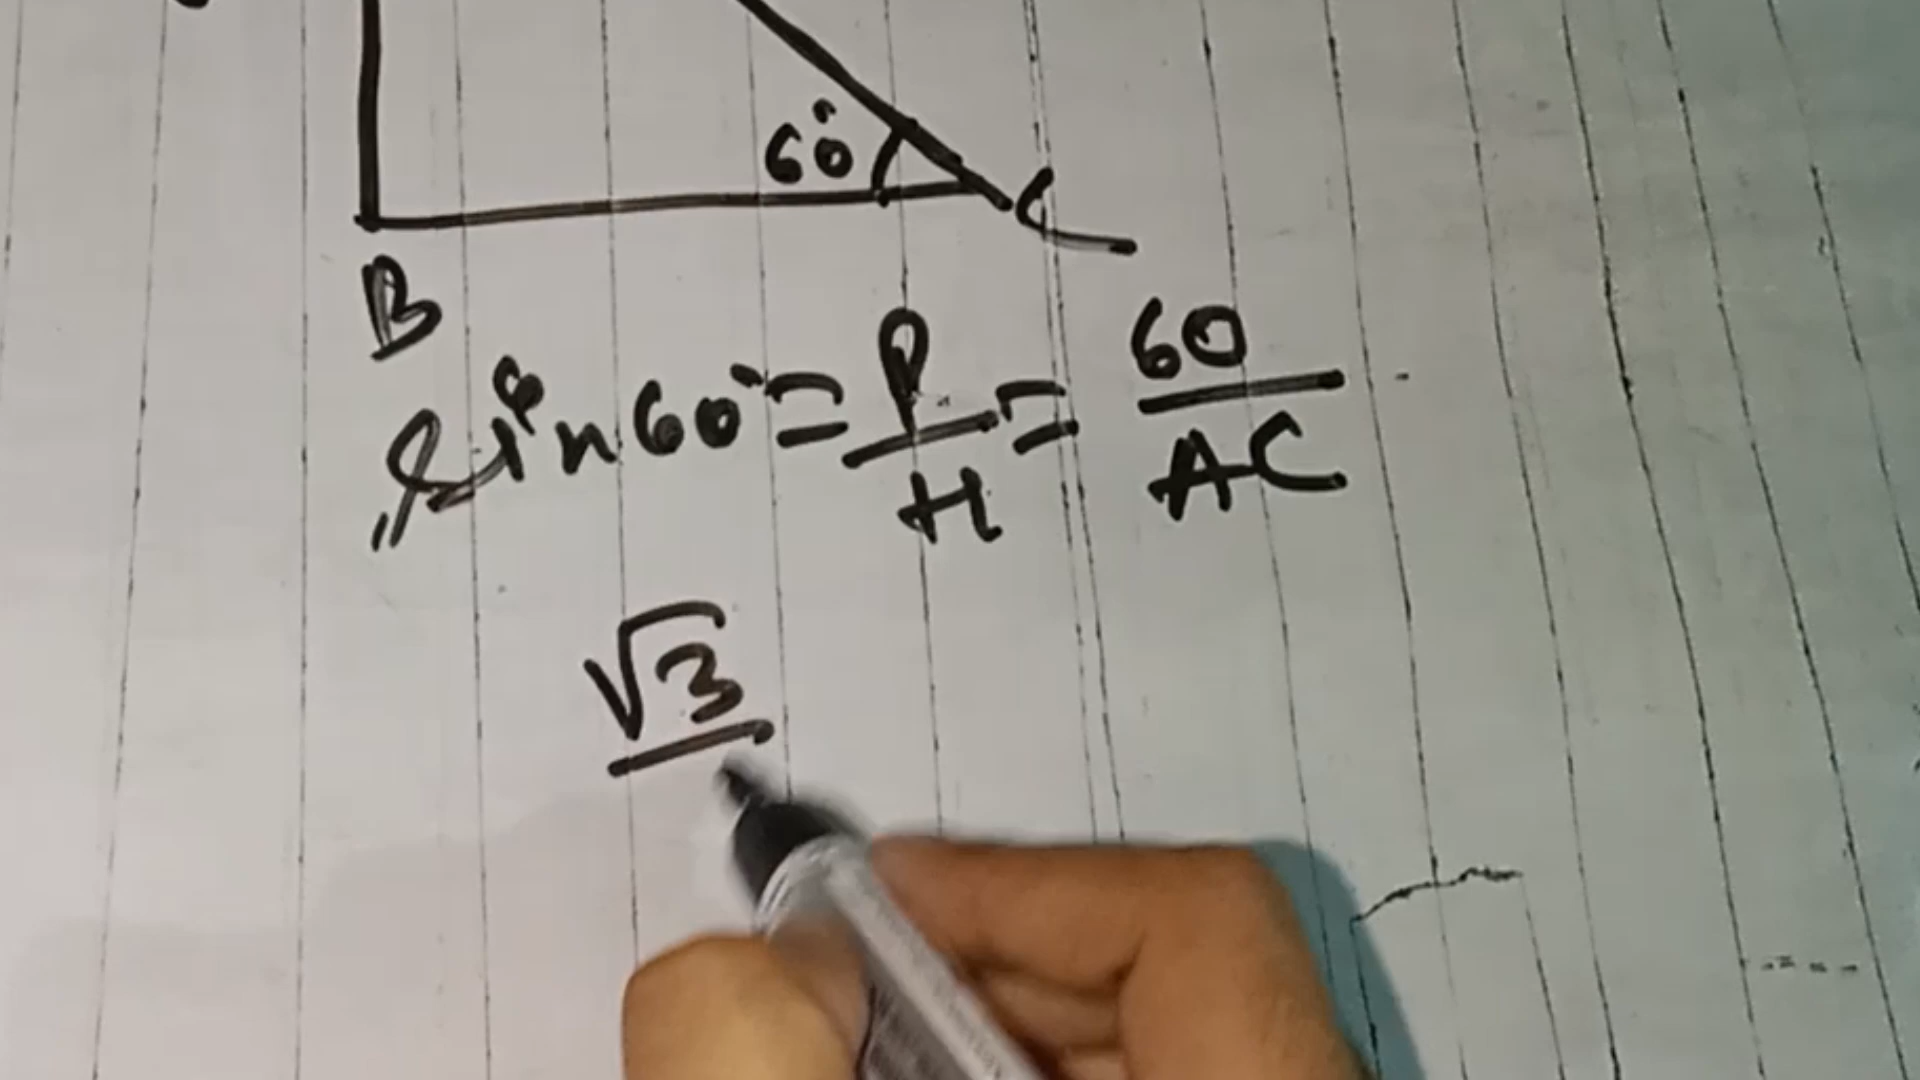 60°
C
B
sin60° = P/H = 60/AC
√3